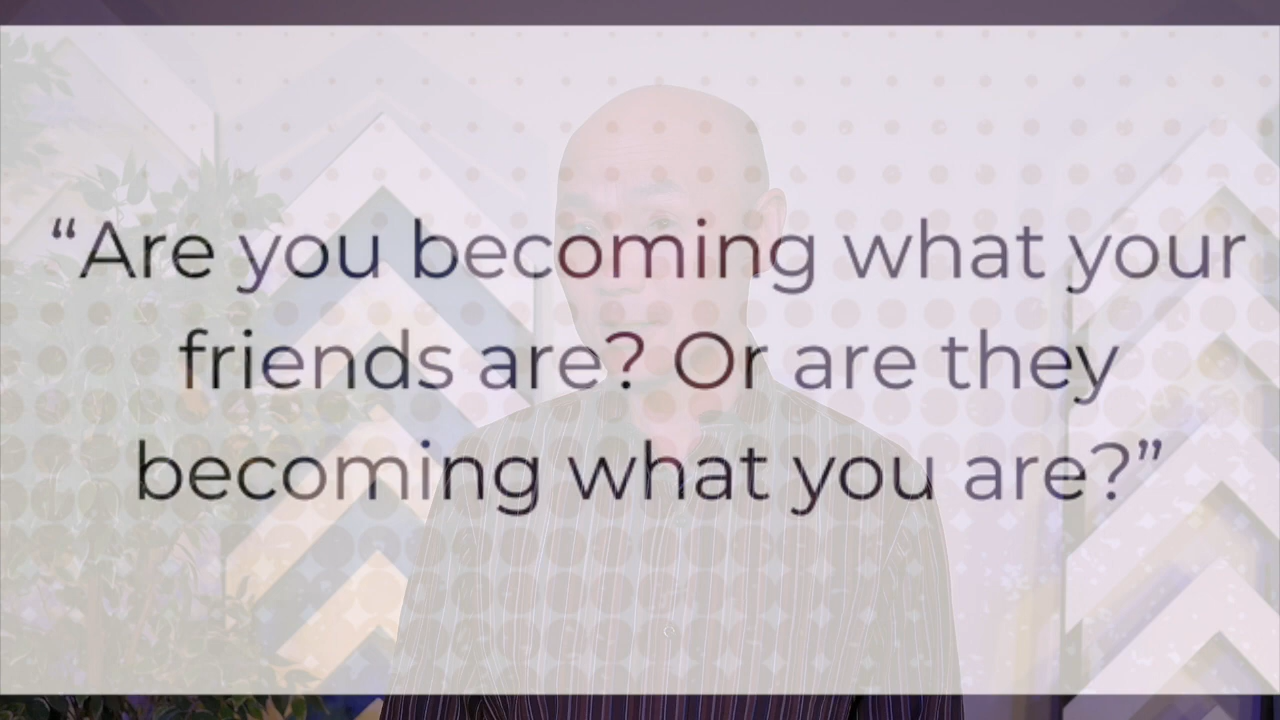 “Are you becoming what your
friends are? Or are they
becoming what you are?”